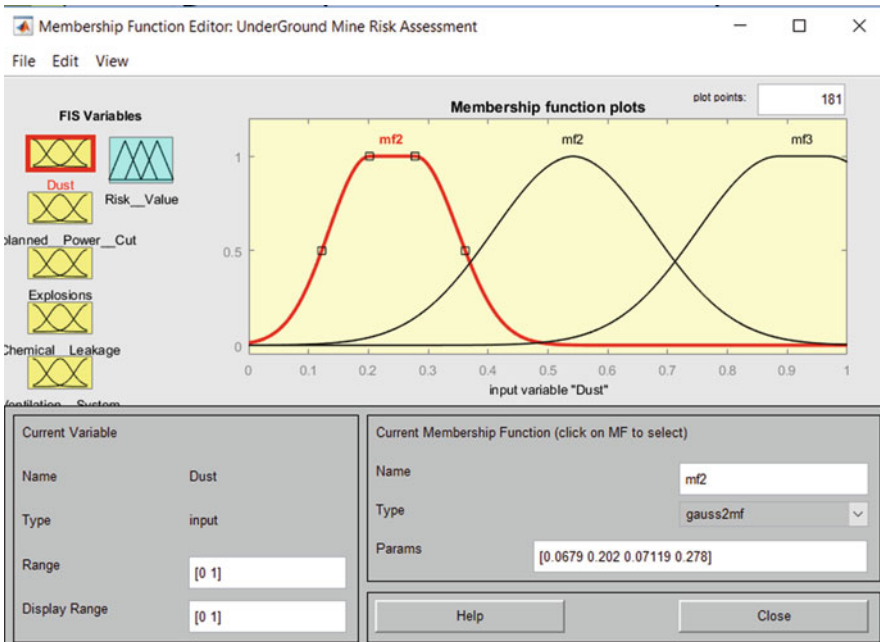 Membership Function Editor: UnderGround Mine Risk Assessment
File Edit View
FIS Variables
Dust
Risk__Value
planned__Power__Cut
Explosions
Chemical__Leakage
Ventilation__System
Membership function plots
plot points: 181
mf2 mf2 mf3
1
0.5
0
0 0.1 0.2 0.3 0.4 0.5 0.6 0.7 0.8 0.9 1
input variable "Dust"
Current Variable
Name Dust
Type input
Range [0 1]
Display Range [0 1]
Current Membership Function (click on MF to select)
Name mf2
Type gauss2mf
Params [0.0679 0.202 0.07119 0.278]
Help Close